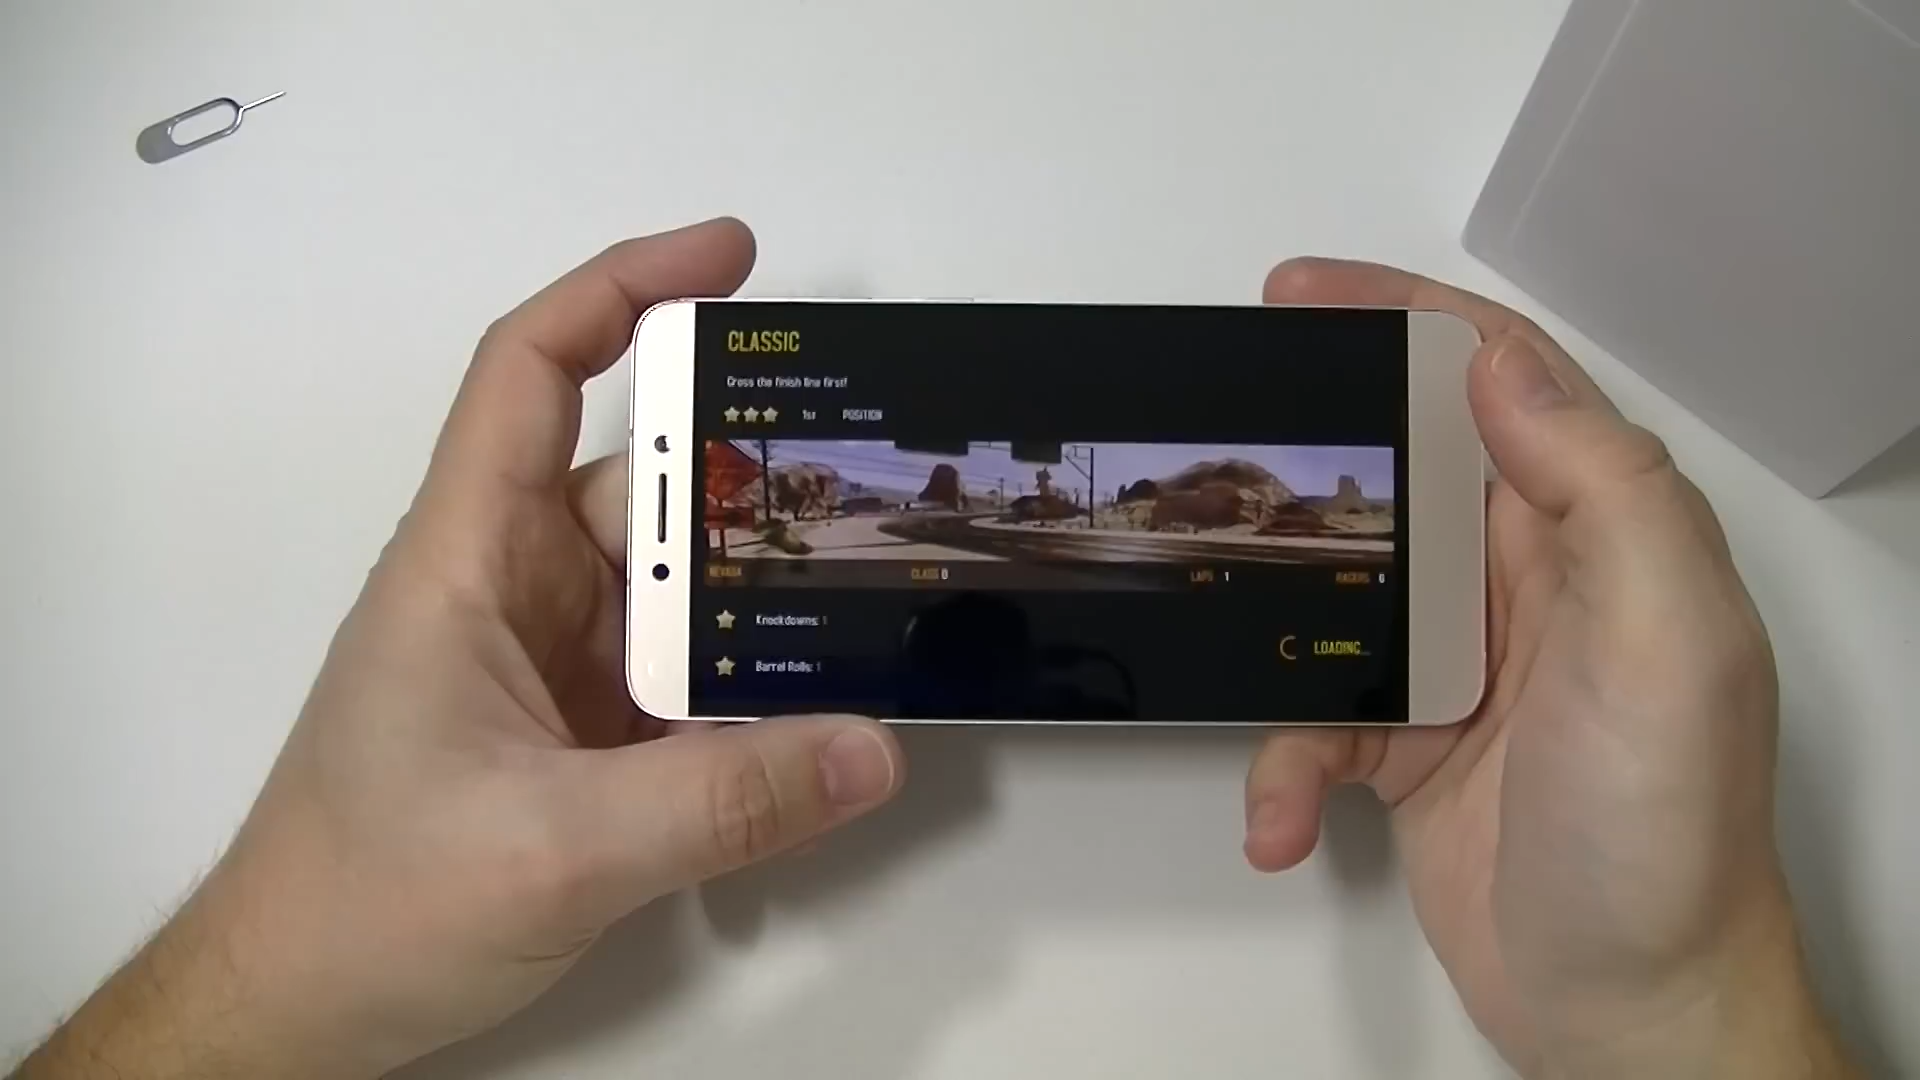 CLASSIC
Cross the finish line first!
1ST POSITION
NEVADA CLASS D LAPS 1 RACERS 6
Knockdowns: 1
Barrel Rolls: 1
LOADING...